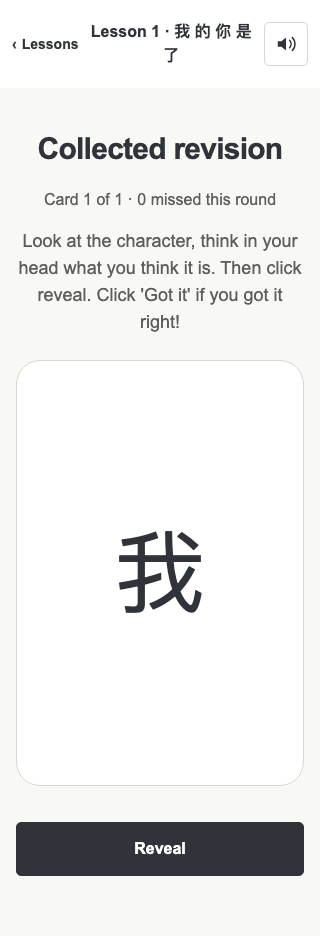 ‹ Lessons
Lesson 1 · 我 的 你 是
了
Collected revision
Card 1 of 1 · 0 missed this round
Look at the character, think in your
head what you think it is. Then click
reveal. Click 'Got it' if you got it
right!
我
Reveal